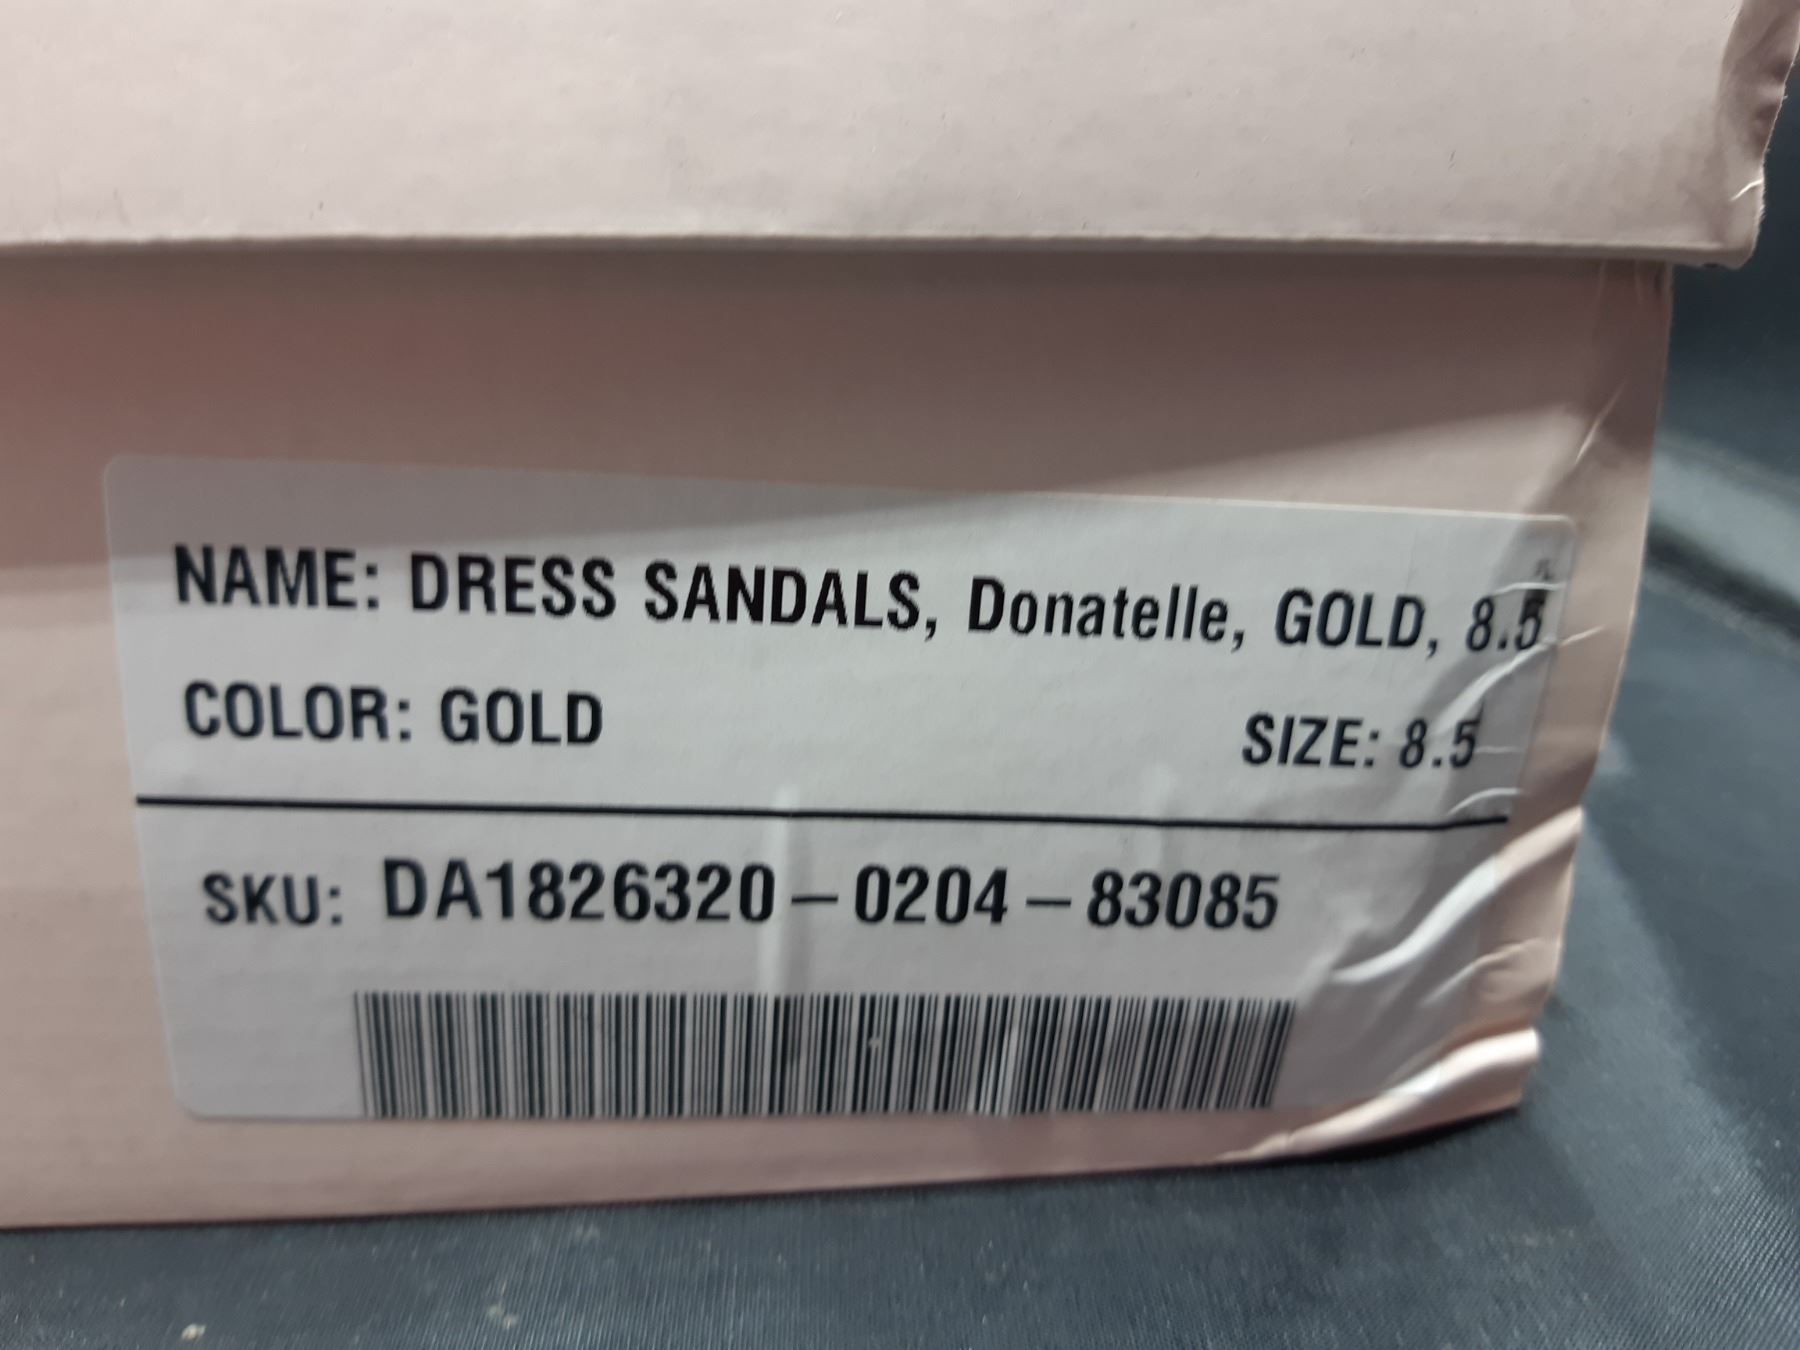 NAME: DRESS SANDALS, Donatelle, GOLD, 8.5
COLOR: GOLD SIZE: 8.5
SKU: DA1826320-0204-83085